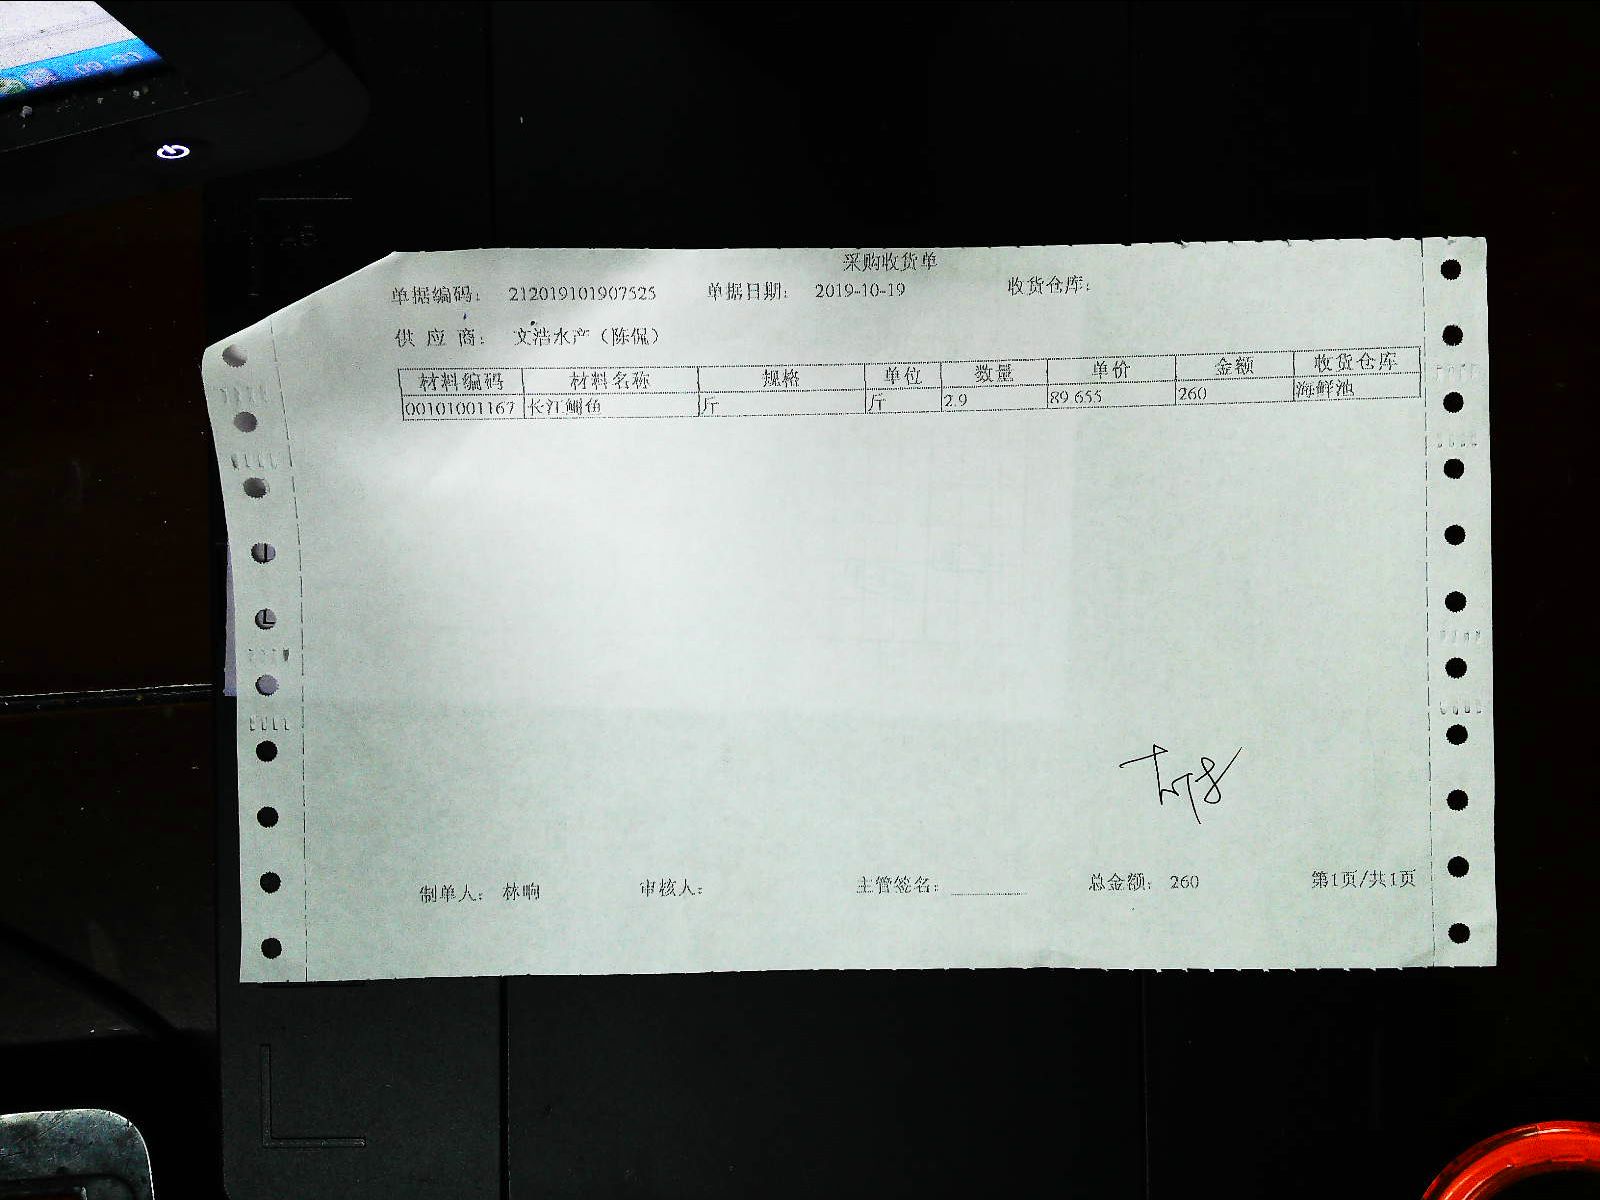 采购收货单
单据编码： 212019101907525 单据日期： 2019-10-19 收货仓库：
供 应 商： 文浩水产（陈侃）
材料编码 材料名称 规格 单位 数量 单价 金额 收货仓库
00101001167 长江鮰鱼 斤 斤 2.9 89.655 260 海鲜池
制单人： 林响 审核人： 主管签名： 总金额： 260 第1页/共1页